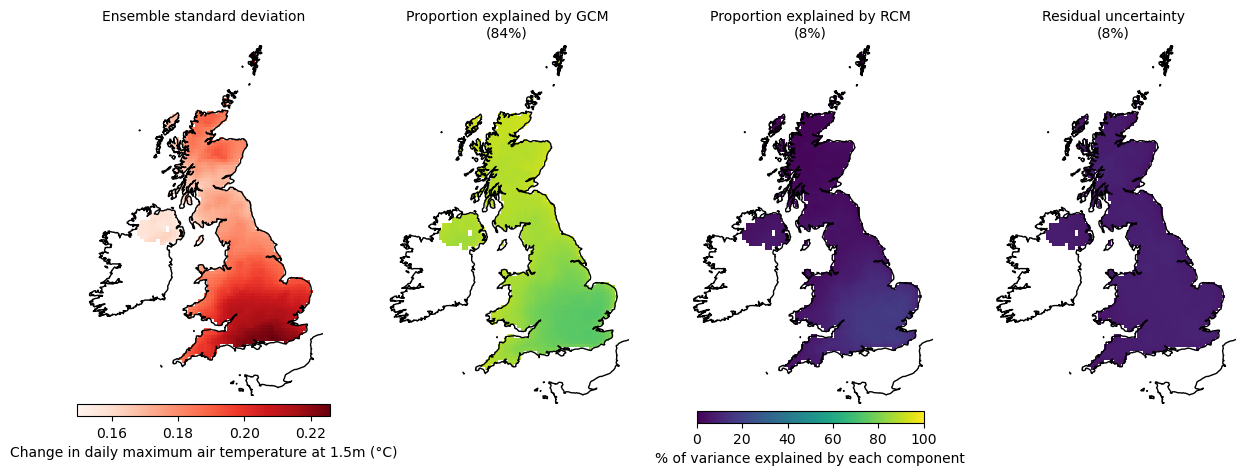 Ensemble standard deviation
Proportion explained by GCM
(84%)
Proportion explained by RCM
(8%)
Residual uncertainty
(8%)
0.16 0.18 0.20 0.22
Change in daily maximum air temperature at 1.5m (°C)
0 20 40 60 80 100
% of variance explained by each component